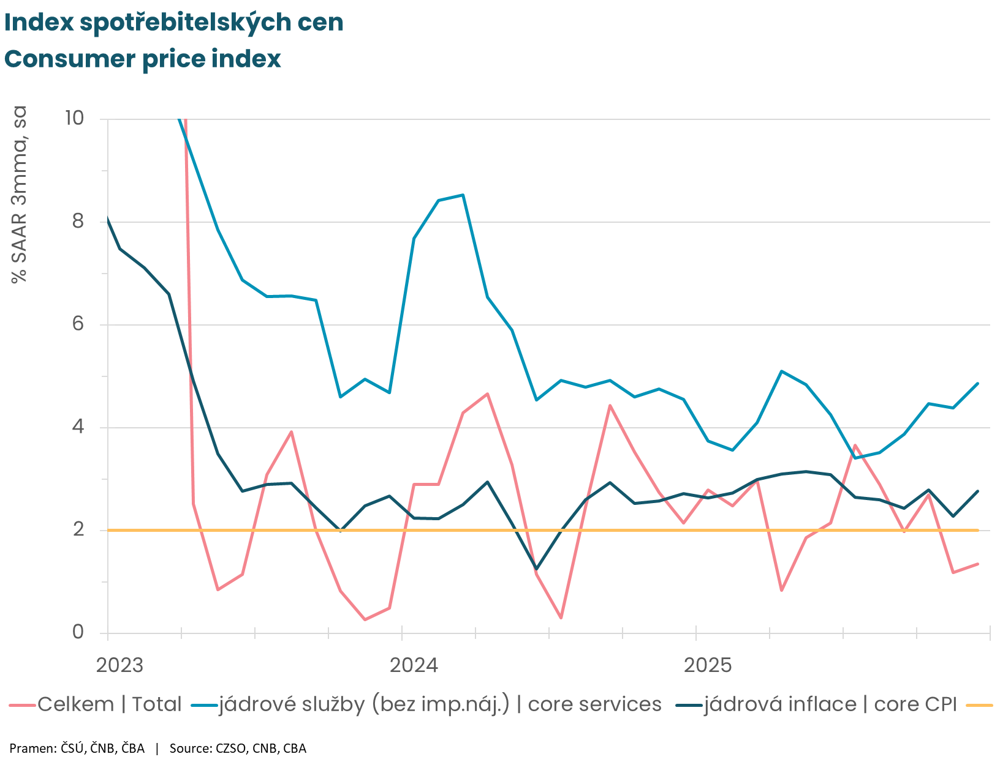 Index spotřebitelských cen
Consumer price index
% SAAR 3mma, sa
10
8
6
4
2
0
2023 2024 2025
Celkem | Total jádrové služby (bez imp.náj.) | core services jádrová inflace | core CPI
Pramen: ČSÚ, ČNB, ČBA | Source: CZSO, CNB, CBA